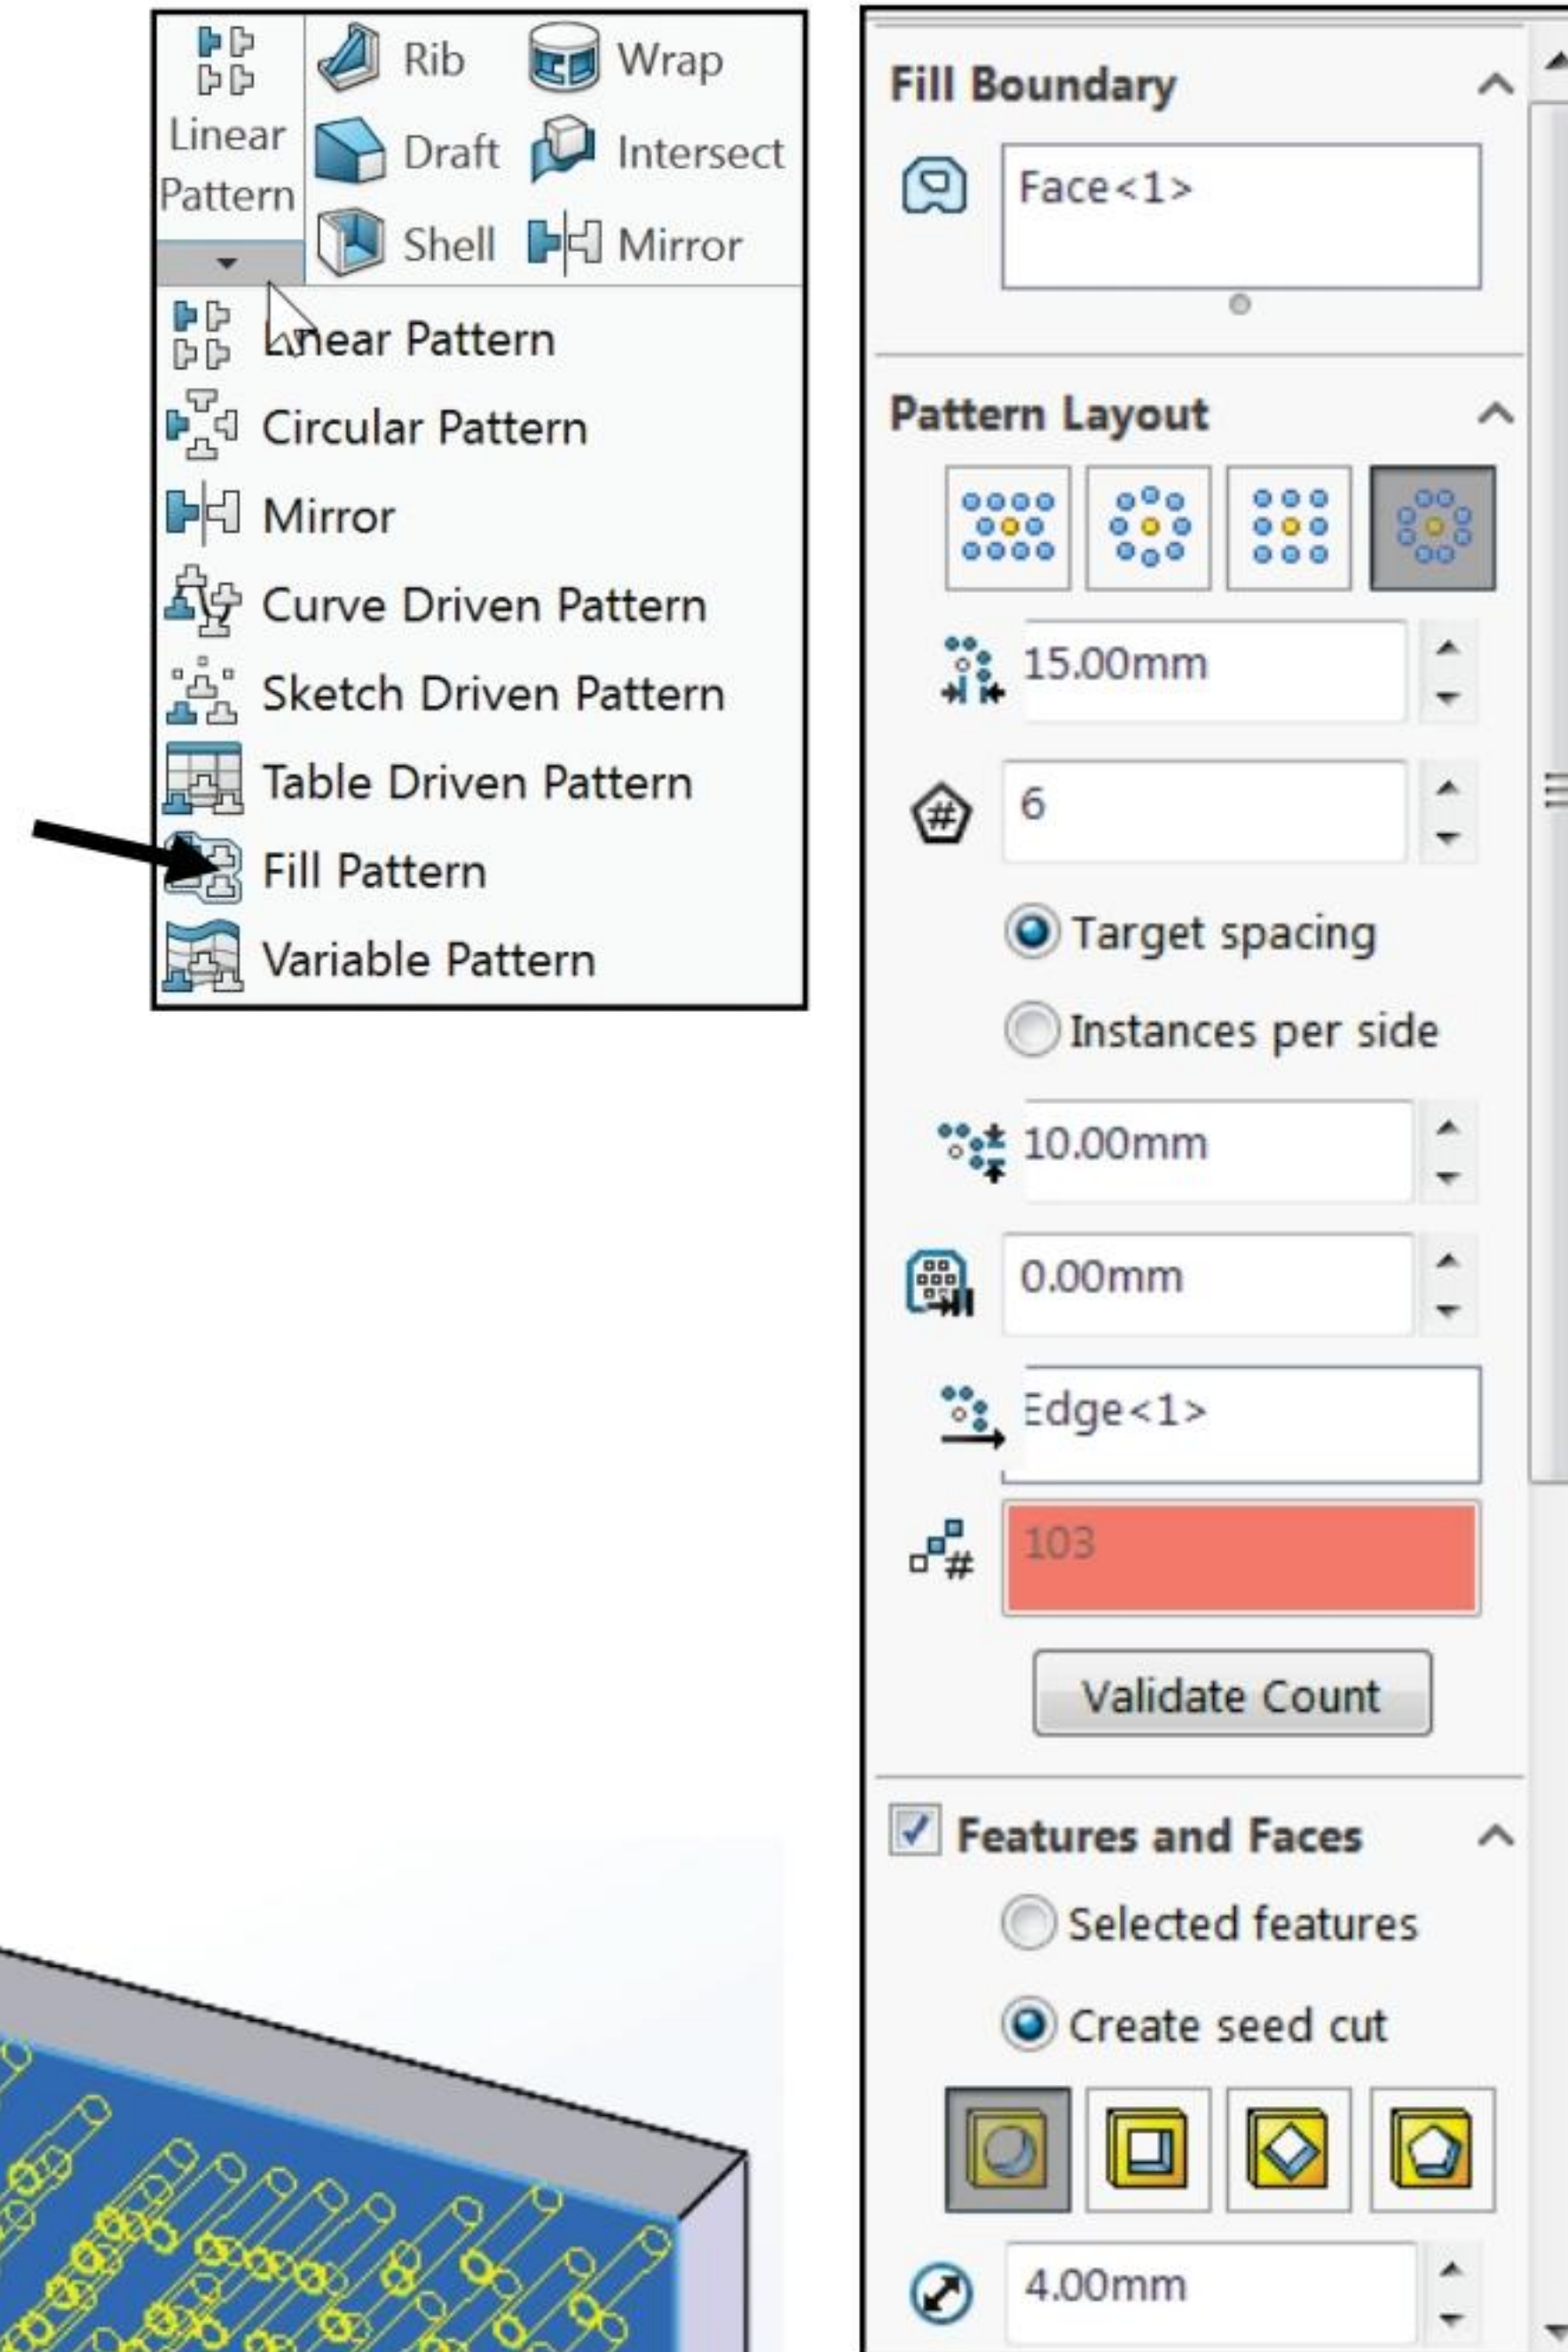 Linear
Pattern
Rib
Wrap
Draft
Intersect
Shell
Mirror
Linear Pattern
Circular Pattern
Mirror
Curve Driven Pattern
Sketch Driven Pattern
Table Driven Pattern
Fill Pattern
Variable Pattern
Fill Boundary
Face<1>
Pattern Layout
15.00mm
6
Target spacing
Instances per side
10.00mm
0.00mm
Edge<1>
103
Validate Count
Features and Faces
Selected features
Create seed cut
4.00mm